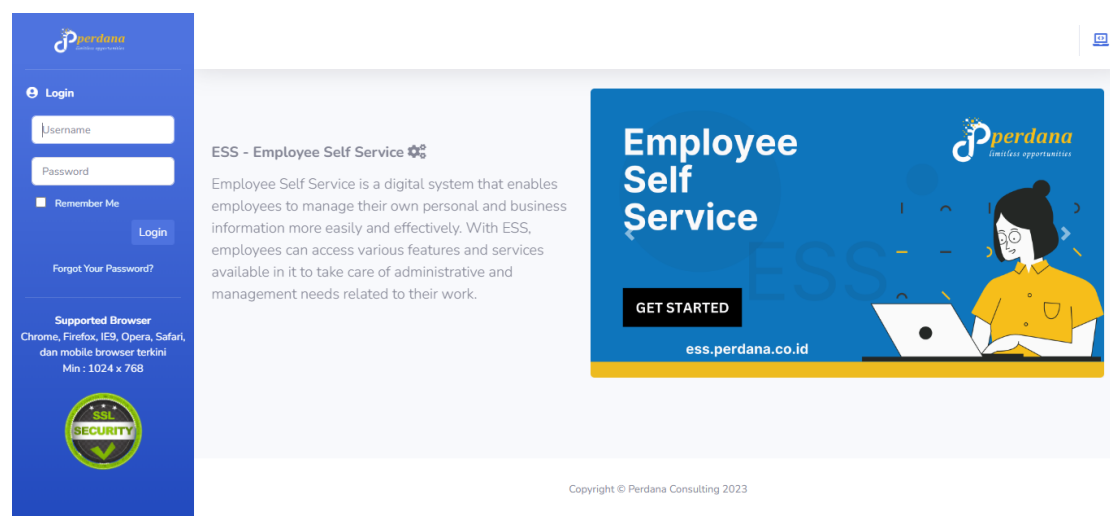 perdana
limitless opportunities
Login
Username
Password
Remember Me
Login
Forgot Your Password?
Supported Browser
Chrome, Firefox, IE9, Opera, Safari,
dan mobile browser terkini
Min : 1024 x 768
SSL
SECURITY
ESS - Employee Self Service
Employee Self Service is a digital system that enables
employees to manage their own personal and business
information more easily and effectively. With ESS,
employees can access various features and services
available in it to take care of administrative and
management needs related to their work.
Employee
Self
Service
perdana
limitless opportunities
ESS
GET STARTED
ess.perdana.co.id
Copyright © Perdana Consulting 2023